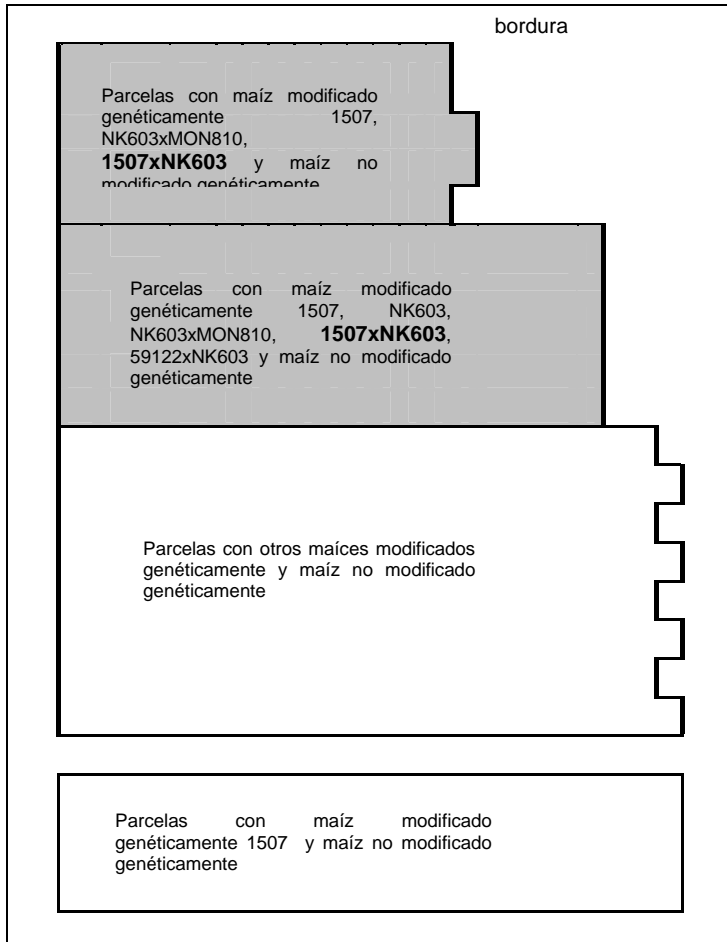 bordura
Parcelas con maíz modificado
genéticamente 1507,
NK603xMON810,
1507xNK603 y maíz no
modificado genéticamente
Parcelas con maíz modificado
genéticamente 1507, NK603,
NK603xMON810, 1507xNK603,
59122xNK603 y maíz no modificado
genéticamente
Parcelas con otros maíces modificados
genéticamente y maíz no modificado
genéticamente
Parcelas con maíz modificado
genéticamente 1507 y maíz no modificado
genéticamente